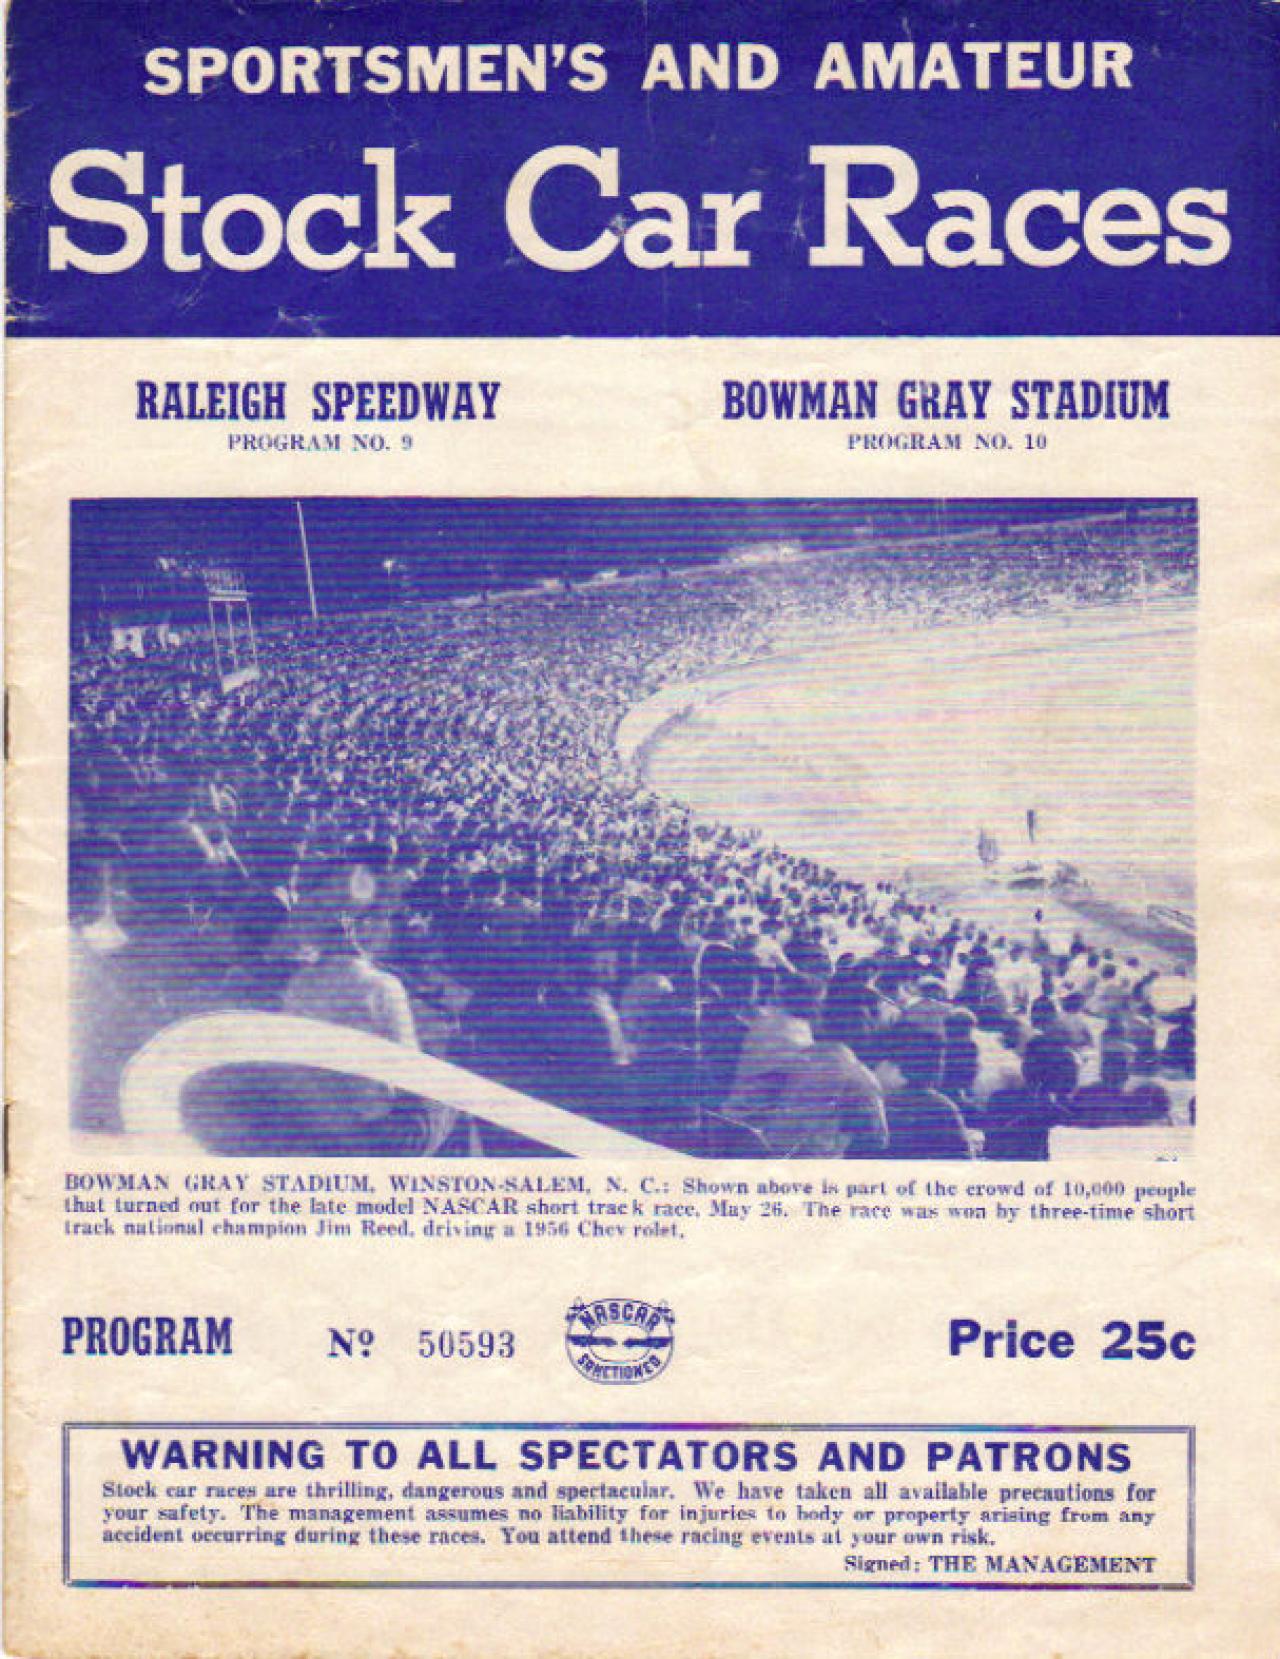 SPORTSMEN'S AND AMATEUR
Stock Car Races
RALEIGH SPEEDWAY
PROGRAM NO. 9
BOWMAN GRAY STADIUM
PROGRAM NO. 10
BOWMAN GRAY STADIUM, WINSTON-SALEM, N. C.: Shown above is part of the crowd of 10,000 people
that turned out for the late model NASCAR short track race, May 26. The race was won by three-time short
track national champion Jim Reed, driving a 1956 Chev rolet.
PROGRAM Nº 50593
NASCAR
SANCTIONED
Price 25c
WARNING TO ALL SPECTATORS AND PATRONS
Stock car races are thrilling, dangerous and spectacular. We have taken all available precautions for
your safety. The management assumes no liability for injuries to body or property arising from any
accident occurring during these races. You attend these racing events at your own risk.
Signed: THE MANAGEMENT